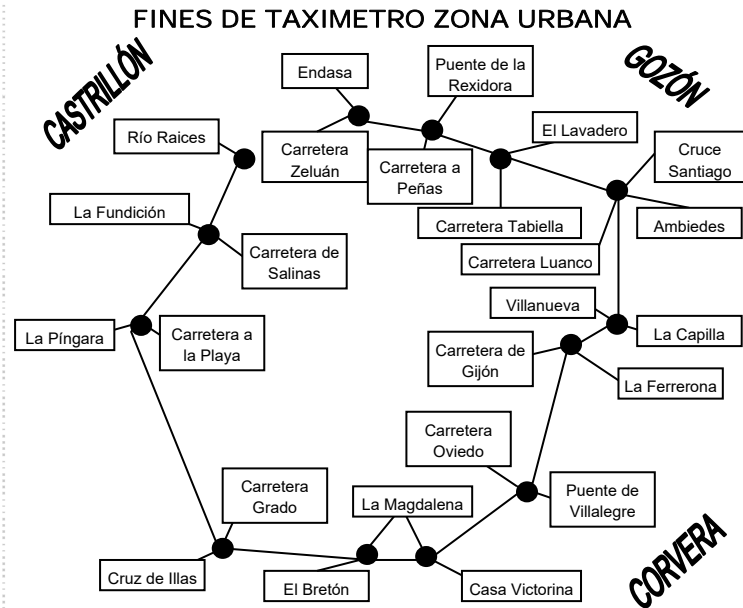 FINES DE TAXIMETRO ZONA URBANA
CASTRILLÓN
GOZÓN
Endasa
Puente de la
Rexidora
Río Raices
El Lavadero
Carretera
Zeluán
Carretera a
Peñas
Cruce
Santiago
La Fundición
Carretera Tabiella
Ambiedes
Carretera de
Salinas
Carretera Luanco
Villanueva
La Píngara
Carretera a
la Playa
La Capilla
Carretera de
Gijón
La Ferrerona
Carretera
Oviedo
Carretera
Grado
La Magdalena
Puente de
Villalegre
Cruz de Illas
El Bretón
Casa Victorina
CORVERA